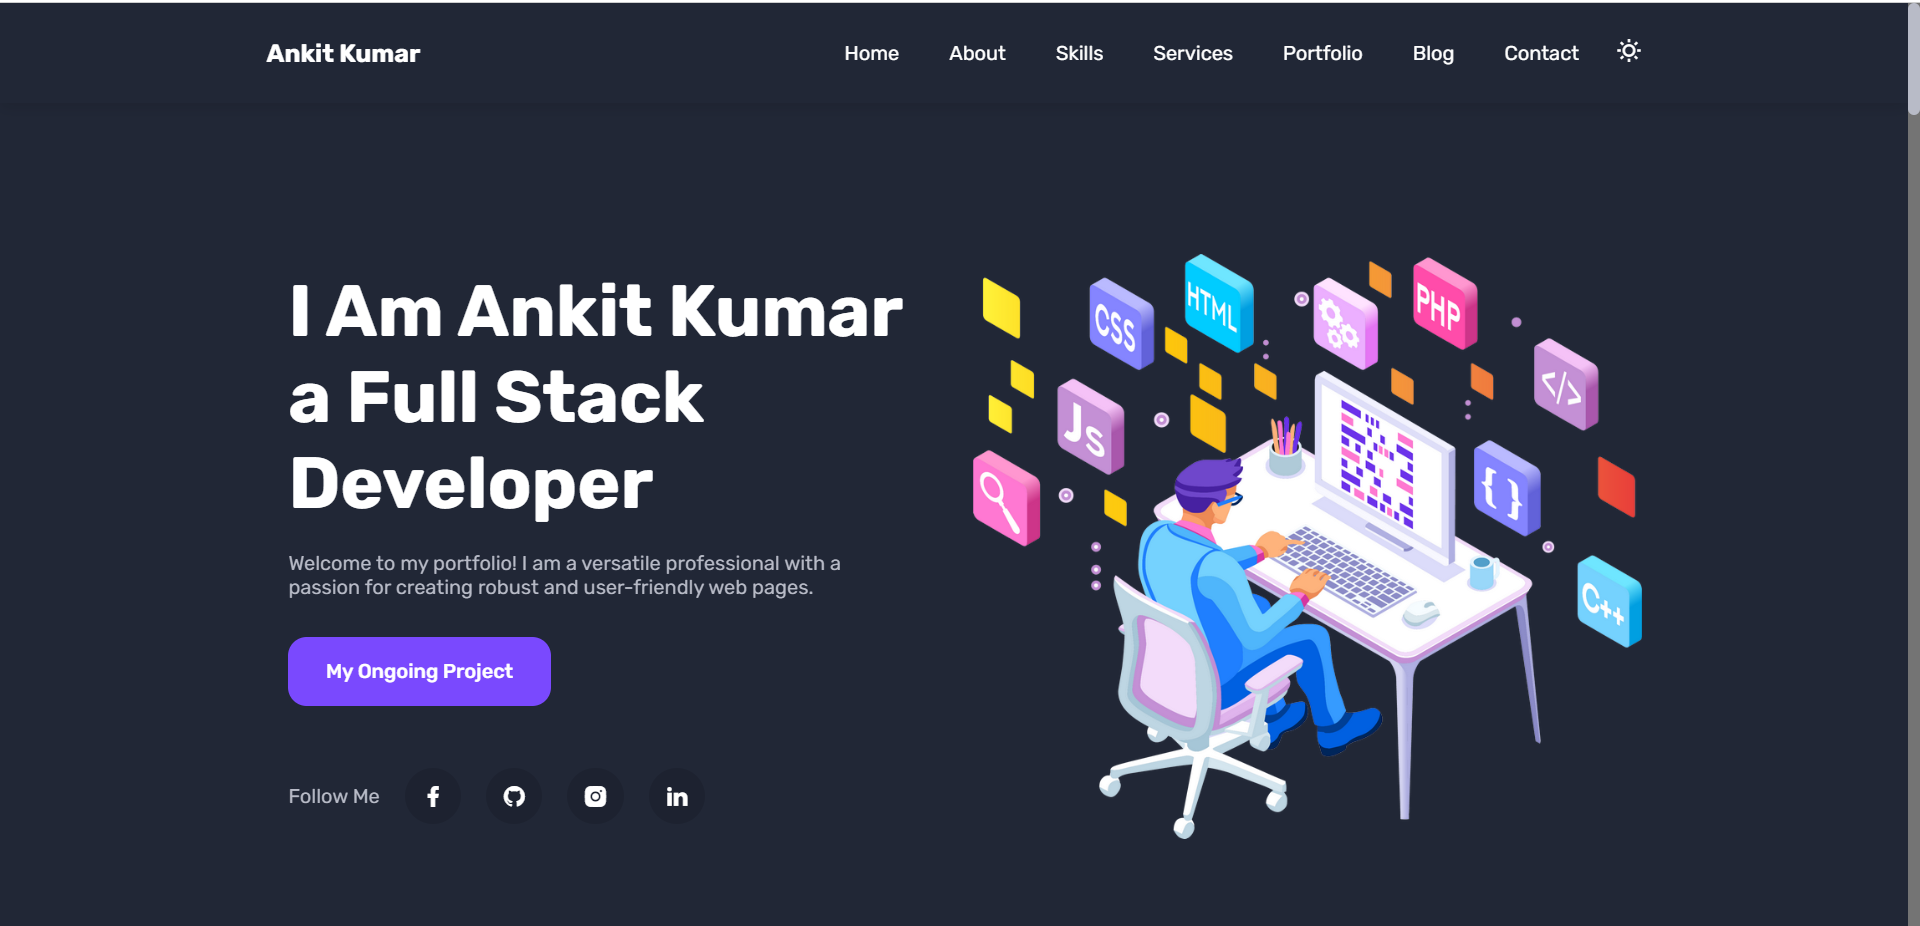 Ankit Kumar
Home About Skills Services Portfolio Blog Contact
I Am Ankit Kumar
a Full Stack
Developer
Welcome to my portfolio! I am a versatile professional with a
passion for creating robust and user-friendly web pages.
My Ongoing Project
Follow Me
HTML
CSS
PHP
</>
Js
{ }
C++